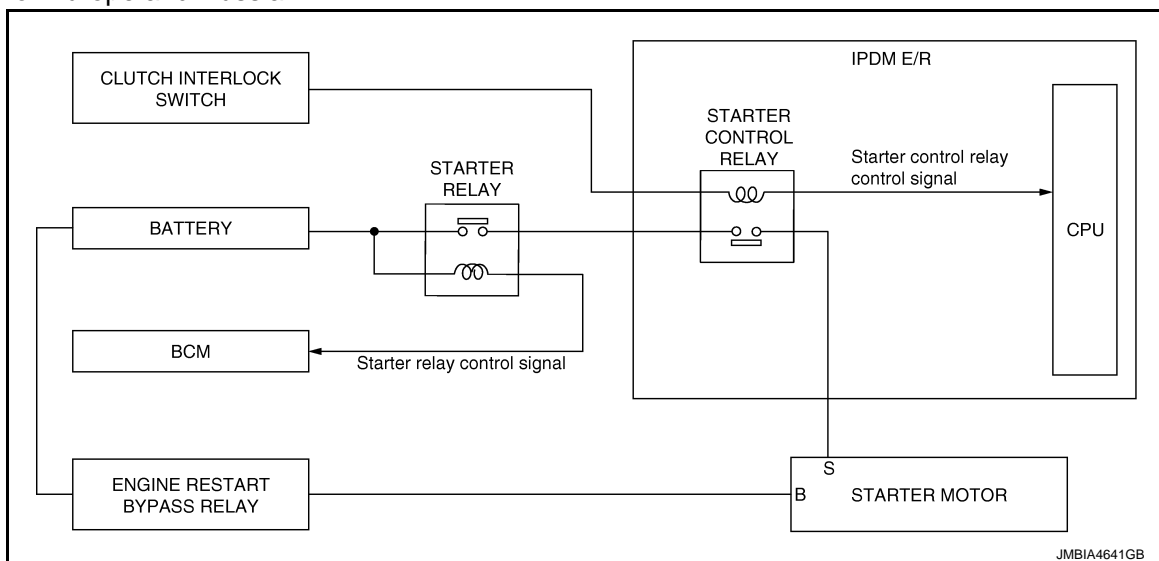 IPDM E/R
CLUTCH INTERLOCK
SWITCH
STARTER
CONTROL
RELAY
Starter control relay
control signal
STARTER
RELAY
BATTERY
CPU
BCM
Starter relay control signal
ENGINE RESTART
BYPASS RELAY
S
B
STARTER MOTOR
JMBIA4641GB